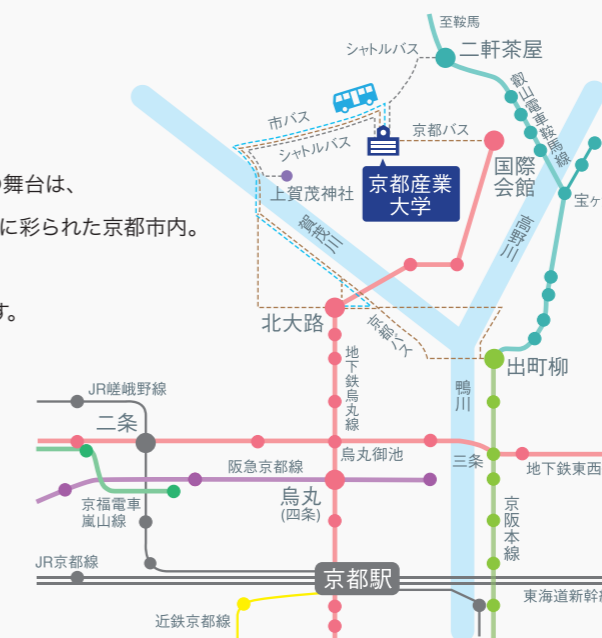 至鞍馬
シャトルバス
二軒茶屋
叡山電車鞍馬線
市バス
シャトルバス
京都バス
国際
会館
上賀茂神社
京都産業
大学
舞台は、
宝ヶ
に彩られた京都市内。
賀茂川
高野川
す。
北大路
京都バス
地下鉄烏丸線
出町柳
鴨川
JR嵯峨野線
二条
烏丸御池
三条
地下鉄東西
阪急京都線
烏丸
(四条)
京福電車
嵐山線
京阪本線
JR京都線
京都駅
東海道新幹
近鉄京都線